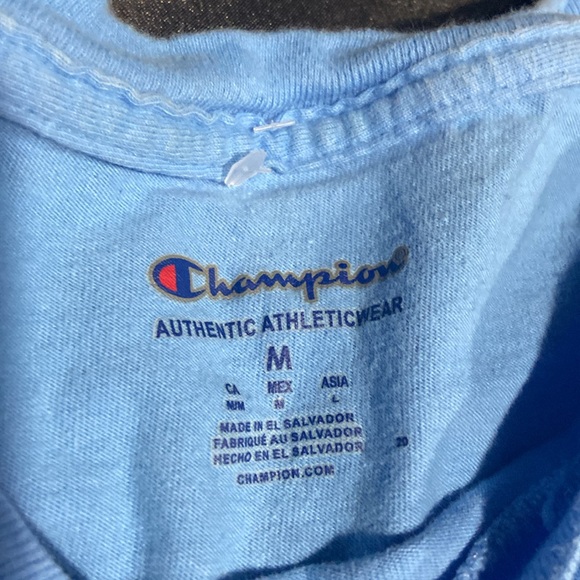 Champion®
AUTHENTIC ATHLETICWEAR
M
CA MEX ASIA
M/M M L
MADE IN EL SALVADOR
FABRIQUÉ AU SALVADOR
HECHO EN EL SALVADOR 20
CHAMPION.COM